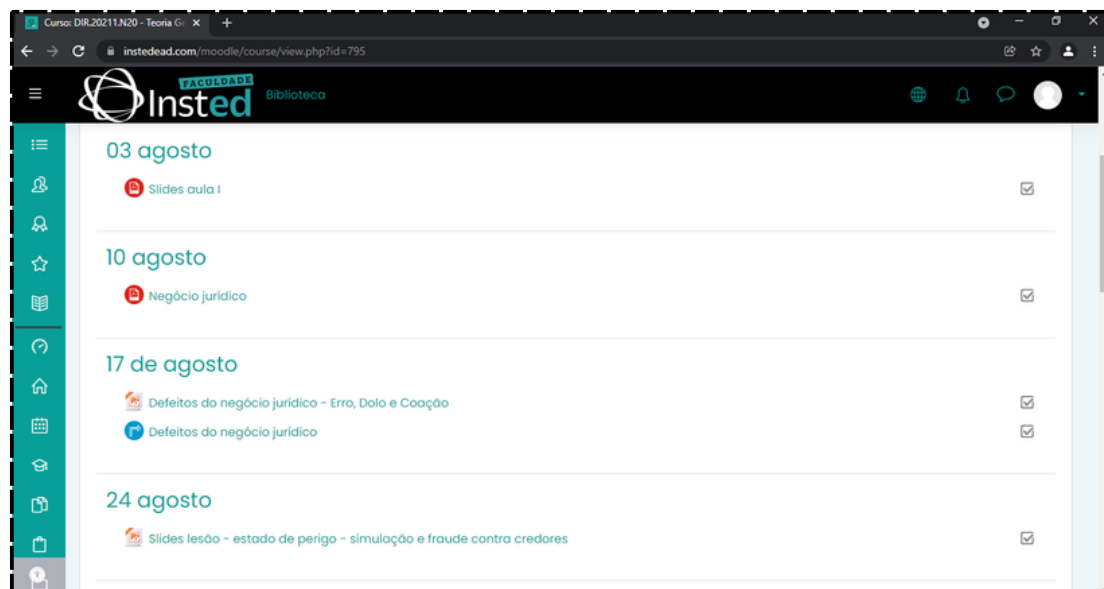 Curso: DIR.20211.N20 - Teoria G
instedead.com/moodle/course/view.php?id=795
FACULDADE
Insted
Biblioteca
03 agosto
Slides aula I
10 agosto
Negócio jurídico
17 de agosto
Defeitos do negócio jurídico - Erro, Dolo e Coação
Defeitos do negócio jurídico
24 agosto
Slides lesão - estado de perigo - simulação e fraude contra credores